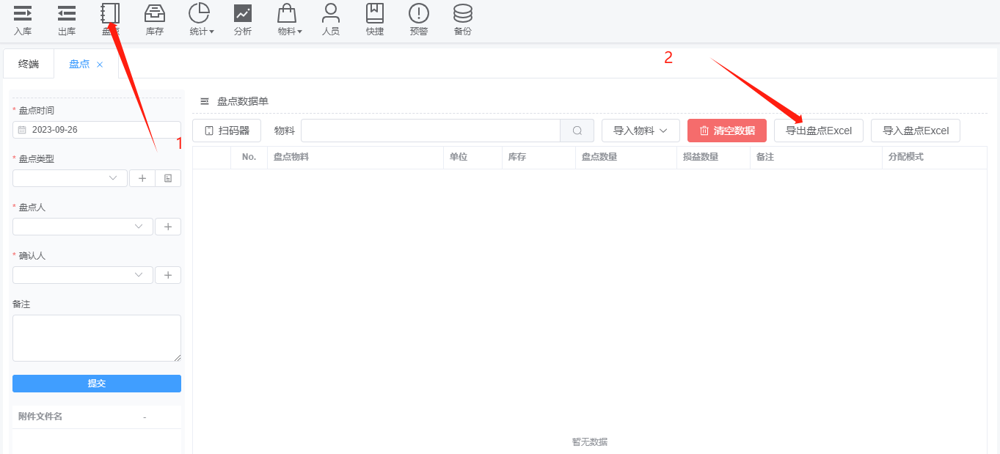 入库 出库 盘点 库存 统计 分析 物料 人员 快捷 预警 备份
终端 盘点
2
盘点数据单
* 盘点时间
扫码器 物料 导入物料 清空数据 导出盘点Excel 导入盘点Excel
2023-09-26
1
No. 盘点物料 单位 库存 盘点数量 损益数量 备注 分配模式
* 盘点类型
* 盘点人
* 确认人
备注
提交
附件文件名 -
暂无数据